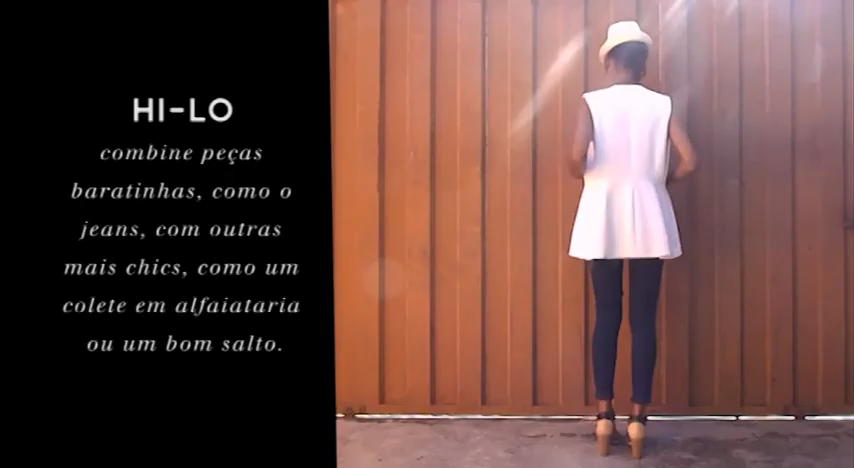 HI-LO
combine peças
baratinhas, como o
jeans, com outras
mais chics, como um
colete em alfaiataria
ou um bom salto.